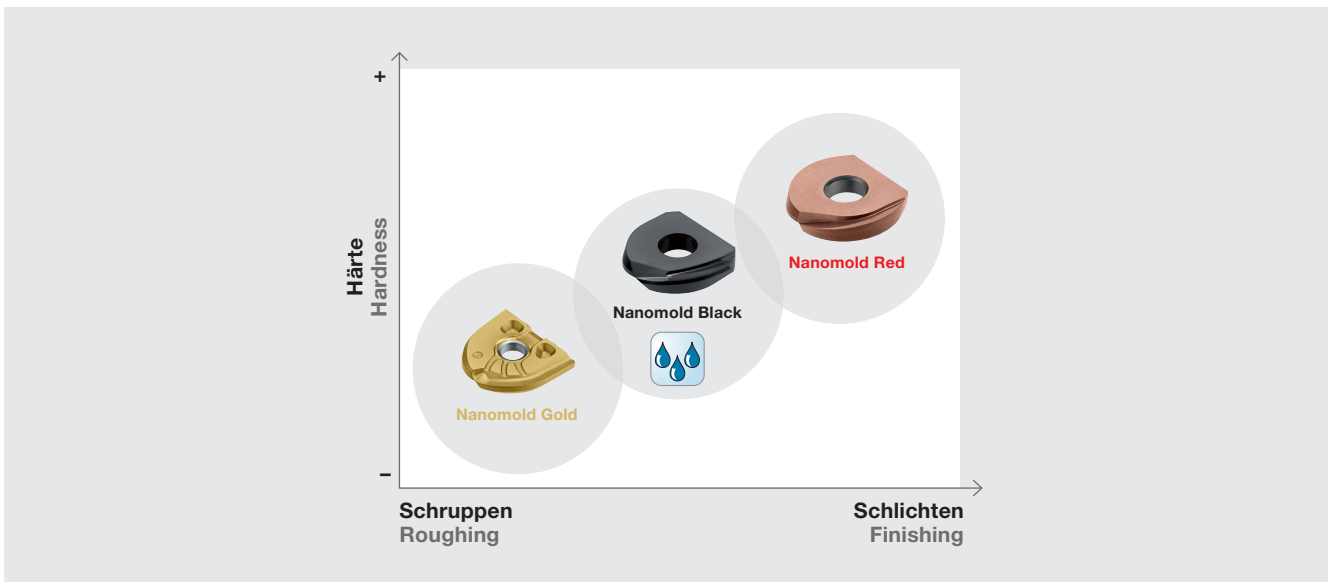 +
Härte
Hardness
Nanomold Red
Nanomold Black
Nanomold Gold
–
Schruppen
Roughing
Schlichten
Finishing